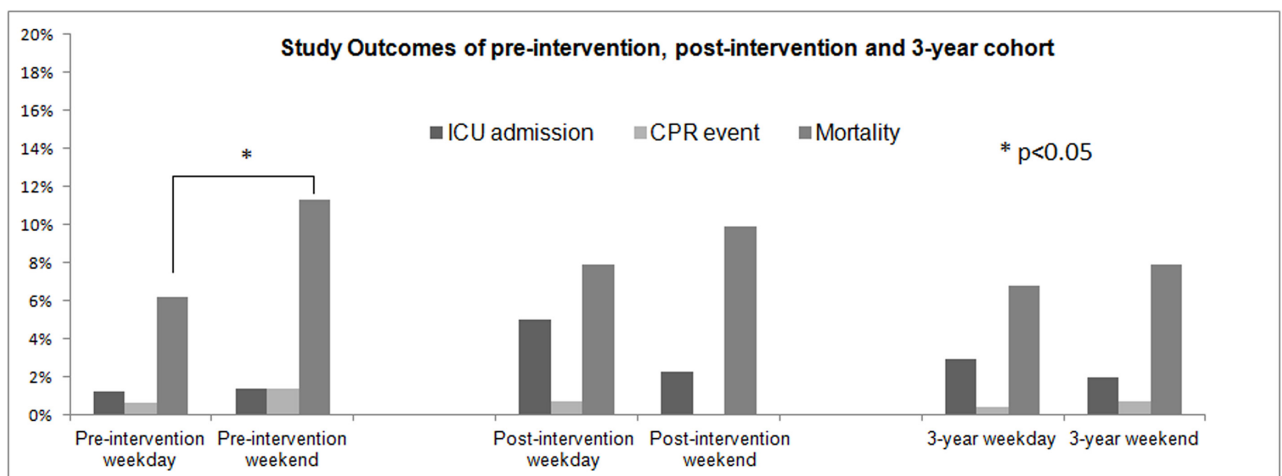 Study Outcomes of pre-intervention, post-intervention and 3-year cohort
20%
18%
16%
14%
12%
10%
8%
6%
4%
2%
0%
ICU admission CPR event Mortality
*
* p<0.05
Pre-intervention weekday
Pre-intervention weekend
Post-intervention weekday
Post-intervention weekend
3-year weekday
3-year weekend